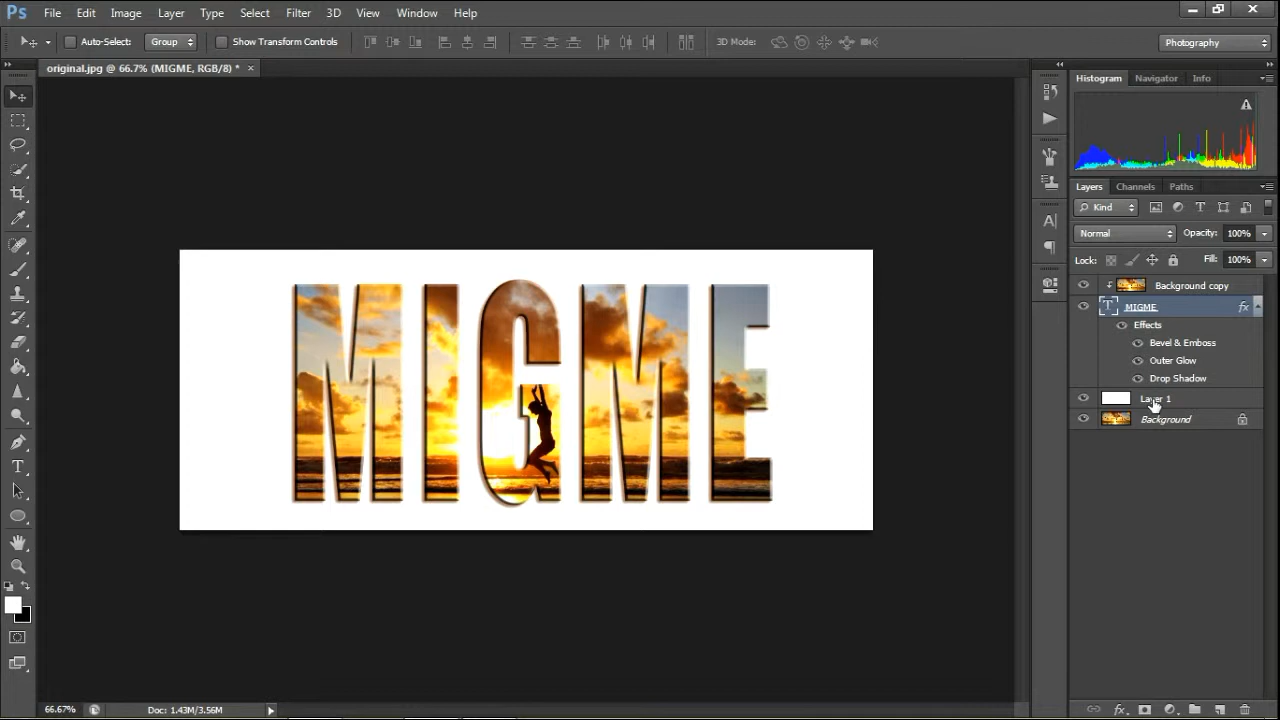 Ps File Edit Image Layer Type Select Filter 3D View Window Help
Auto-Select: Group Show Transform Controls 3D Mode: Photography
original.jpg @ 66.7% (MIGME, RGB/8) * ×
Histogram Navigator Info
Layers Channels Paths
Kind T
Normal Opacity: 100%
Lock: Fill: 100%
Background copy
T MIGME fx
Effects
Bevel & Emboss
Outer Glow
Drop Shadow
Layer 1
Background
MIGME
66.67% Doc: 1.43M/3.56M